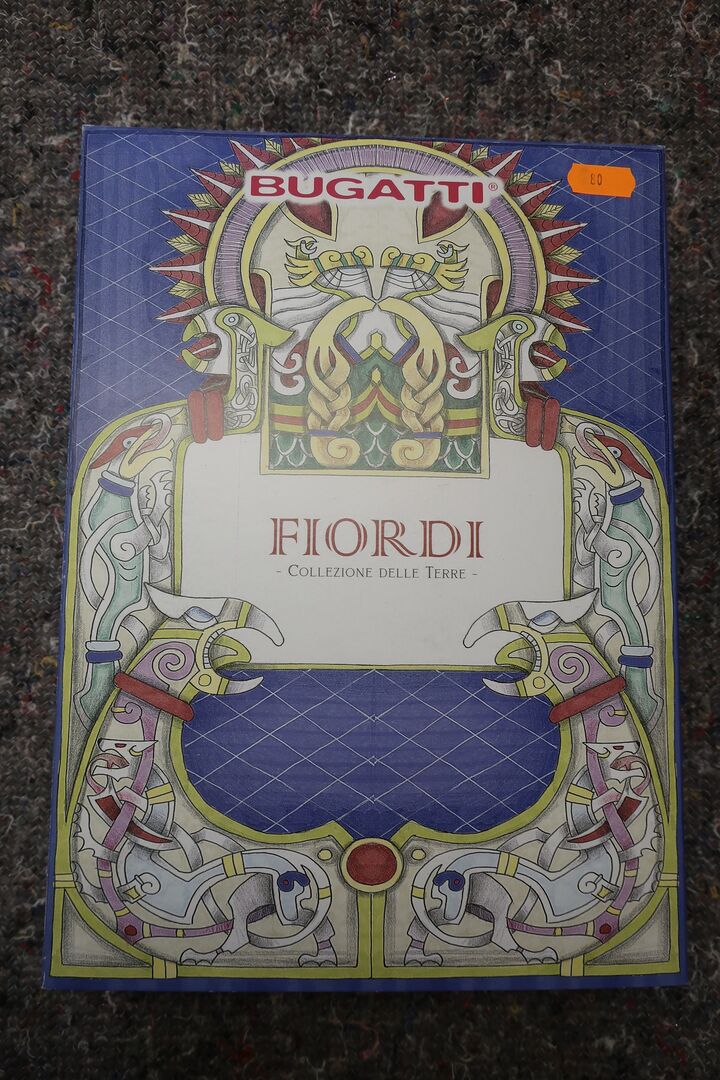 BUGATTI®
80
FIORDI
- COLLEZIONE DELLE TERRE -